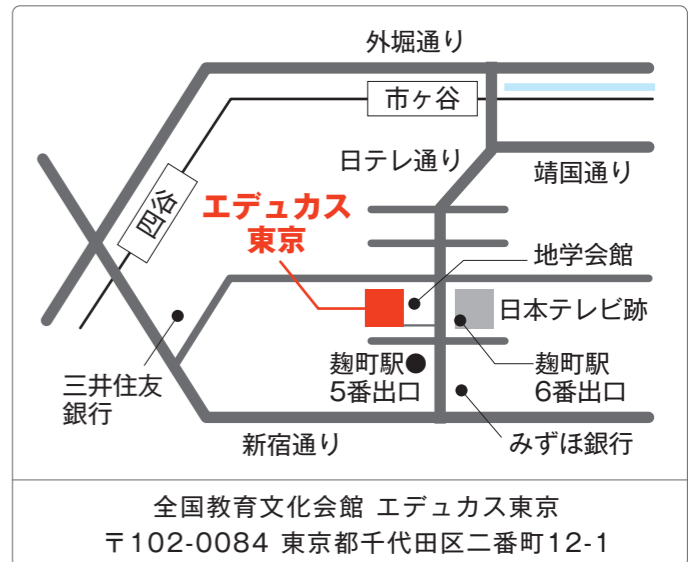 外堀通り
市ヶ谷
日テレ通り
靖国通り
四谷
エデュカス
東京
地学会館
日本テレビ跡
三井住友
銀行
麹町駅
5番出口
麹町駅
6番出口
新宿通り
みずほ銀行
全国教育文化会館 エデュカス東京
〒102-0084 東京都千代田区二番町12-1